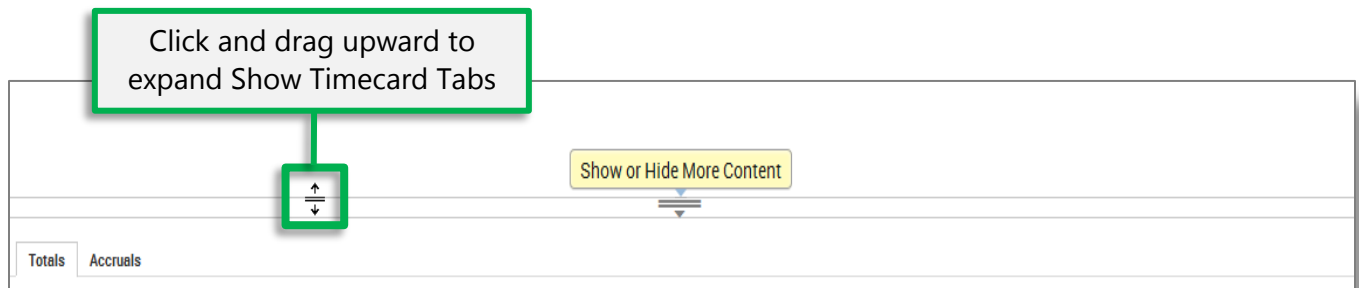 Click and drag upward to
expand Show Timecard Tabs
Show or Hide More Content
Totals Accruals